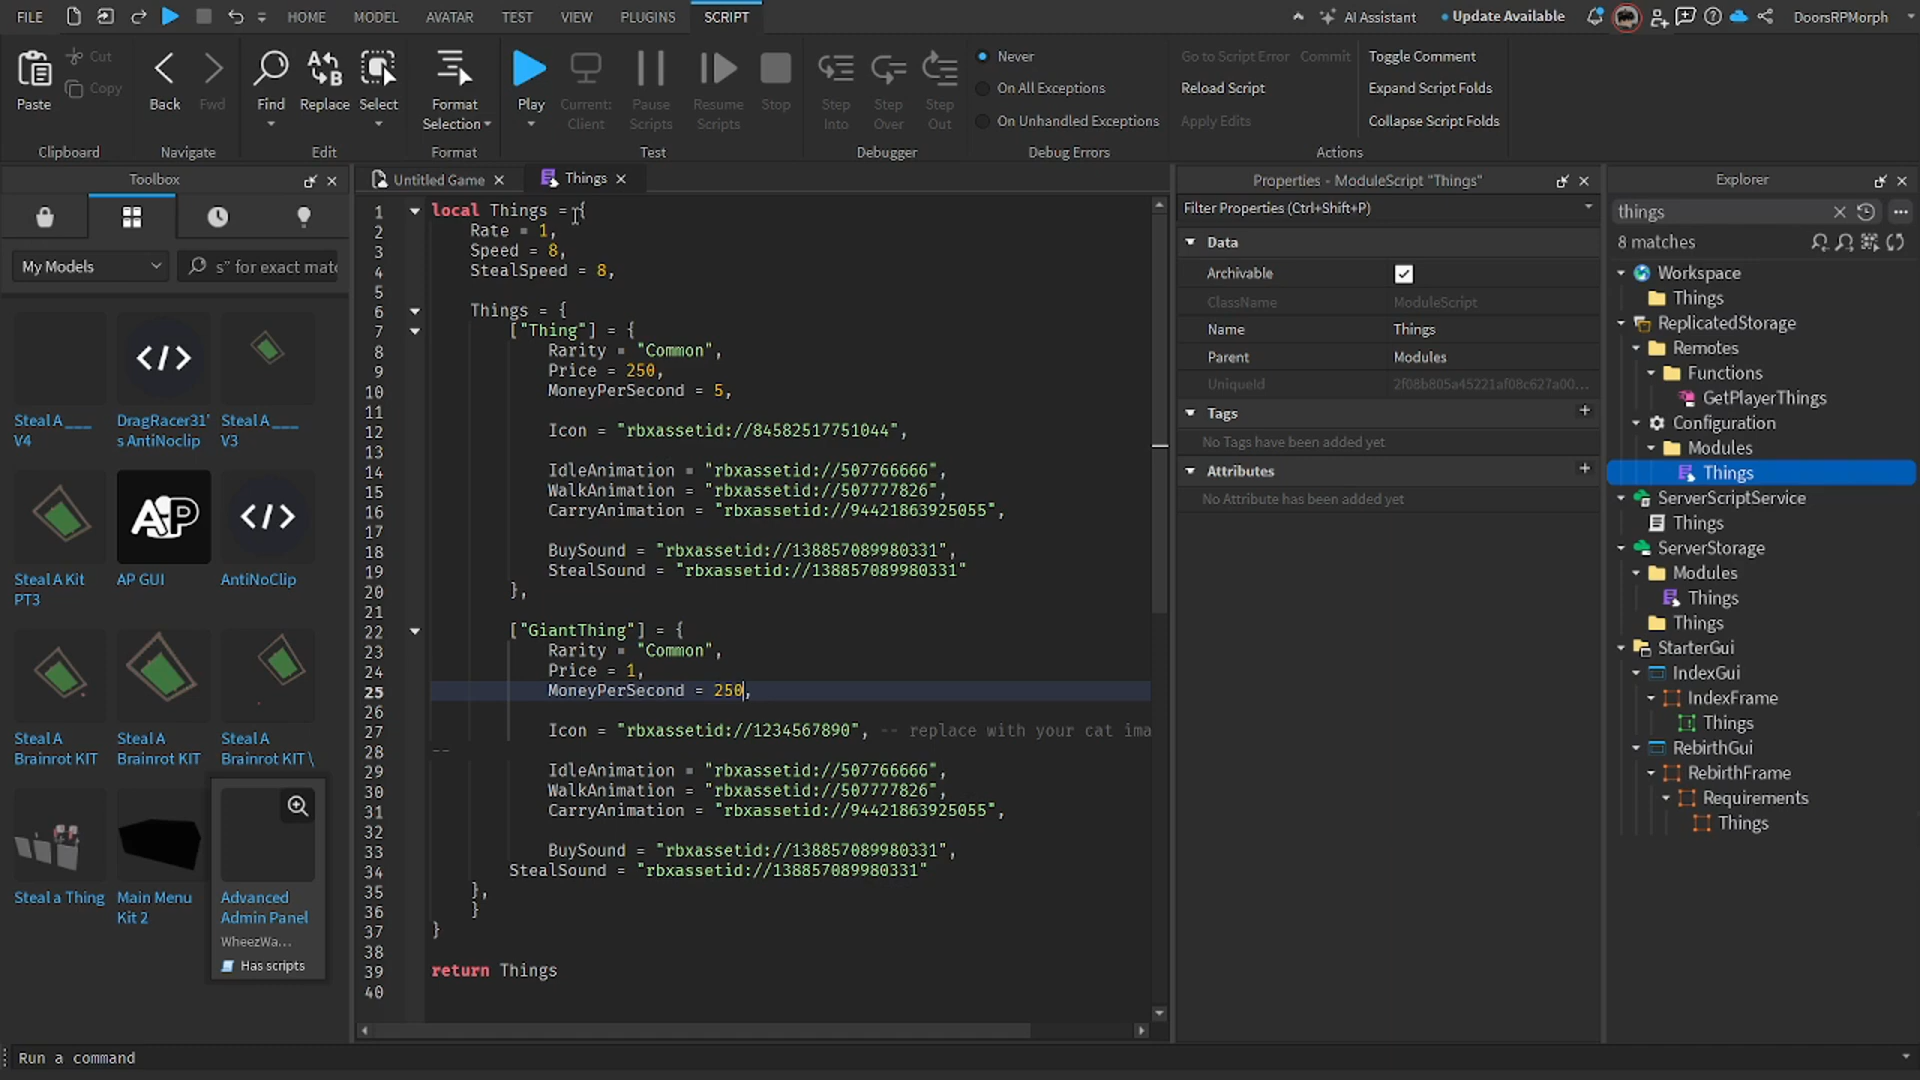 FILE HOME MODEL AVATAR TEST VIEW PLUGINS SCRIPT AI Assistant Update Available DoorsRPMorph
Paste Cut Copy
Clipboard
Back Fwd
Navigate
Find Replace Select
Edit
Format Selection
Format
Play Current: Client Pause Scripts Resume Scripts Stop
Test
Step Into Step Over Step Out
Debugger
Never
On All Exceptions
On Unhandled Exceptions
Debug Errors
Go to Script Error Commit Toggle Comment
Reload Script Expand Script Folds
Apply Edits Collapse Script Folds
Actions
Toolbox
My Models s" for exact matc
Steal A ___ V4
DragRacer31' s AntiNoclip
Steal A ___ V3
Steal A Kit PT3
AP
AP GUI
AntiNoClip
Steal A Brainrot KIT
Steal A Brainrot KIT
Steal A Brainrot KIT \
Steal a Thing
Main Menu Kit 2
Advanced Admin Panel
WheezWa...
Has scripts
Untitled Game Things
1 local Things = {
2 Rate = 1,
3 Speed = 8,
4 StealSpeed = 8,
5
6 Things = {
7 ["Thing"] = {
8 Rarity = "Common",
9 Price = 250,
10 MoneyPerSecond = 5,
11
12 Icon = "rbxassetid://84582517751044",
13
14 IdleAnimation = "rbxassetid://507766666",
15 WalkAnimation = "rbxassetid://507777826",
16 CarryAnimation = "rbxassetid://94421863925055",
17
18 BuySound = "rbxassetid://138857089980331",
19 StealSound = "rbxassetid://138857089980331"
20 },
21
22 ["GiantThing"] = {
23 Rarity = "Common",
24 Price = 1,
25 MoneyPerSecond = 250,
26
27 Icon = "rbxassetid://1234567890", -- replace with your cat ima
28 --
29 IdleAnimation = "rbxassetid://507766666",
30 WalkAnimation = "rbxassetid://507777826",
31 CarryAnimation = "rbxassetid://94421863925055",
32
33 BuySound = "rbxassetid://138857089980331",
34 StealSound = "rbxassetid://138857089980331"
35 },
36 }
37 }
38
39 return Things
40
Properties - ModuleScript "Things"
Filter Properties (Ctrl+Shift+P)
Data
Archivable
ClassName ModuleScript
Name Things
Parent Modules
UniqueId 2f08b805a45221af08c627a00...
Tags +
No Tags have been added yet
Attributes +
No Attribute has been added yet
Explorer
things
8 matches
Workspace
Things
ReplicatedStorage
Remotes
Functions
GetPlayerThings
Configuration
Modules
Things
ServerScriptService
Things
ServerStorage
Modules
Things
Things
StarterGui
IndexGui
IndexFrame
Things
RebirthGui
RebirthFrame
Requirements
Things
Run a command